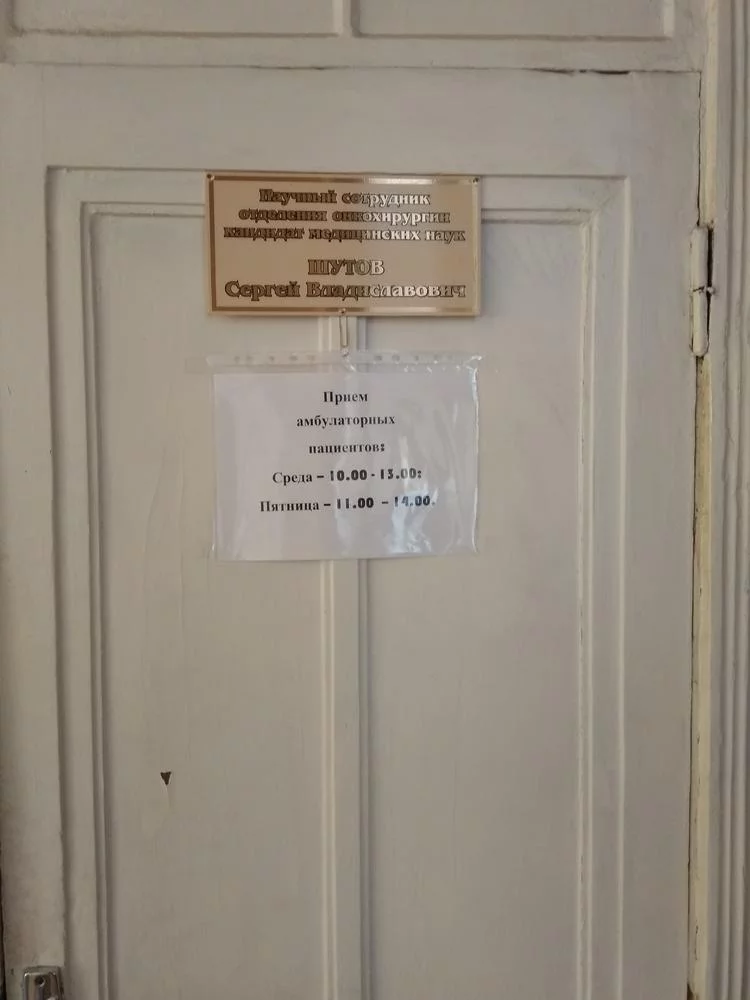 Научный сотрудник
отделения онкохирургии
кандидат медицинских наук
ШУТОВ
Сергей Владиславович
Прием
амбулаторных
пациентов:
Среда – 10.00 - 13.00;
Пятница – 11.00 – 14.00.